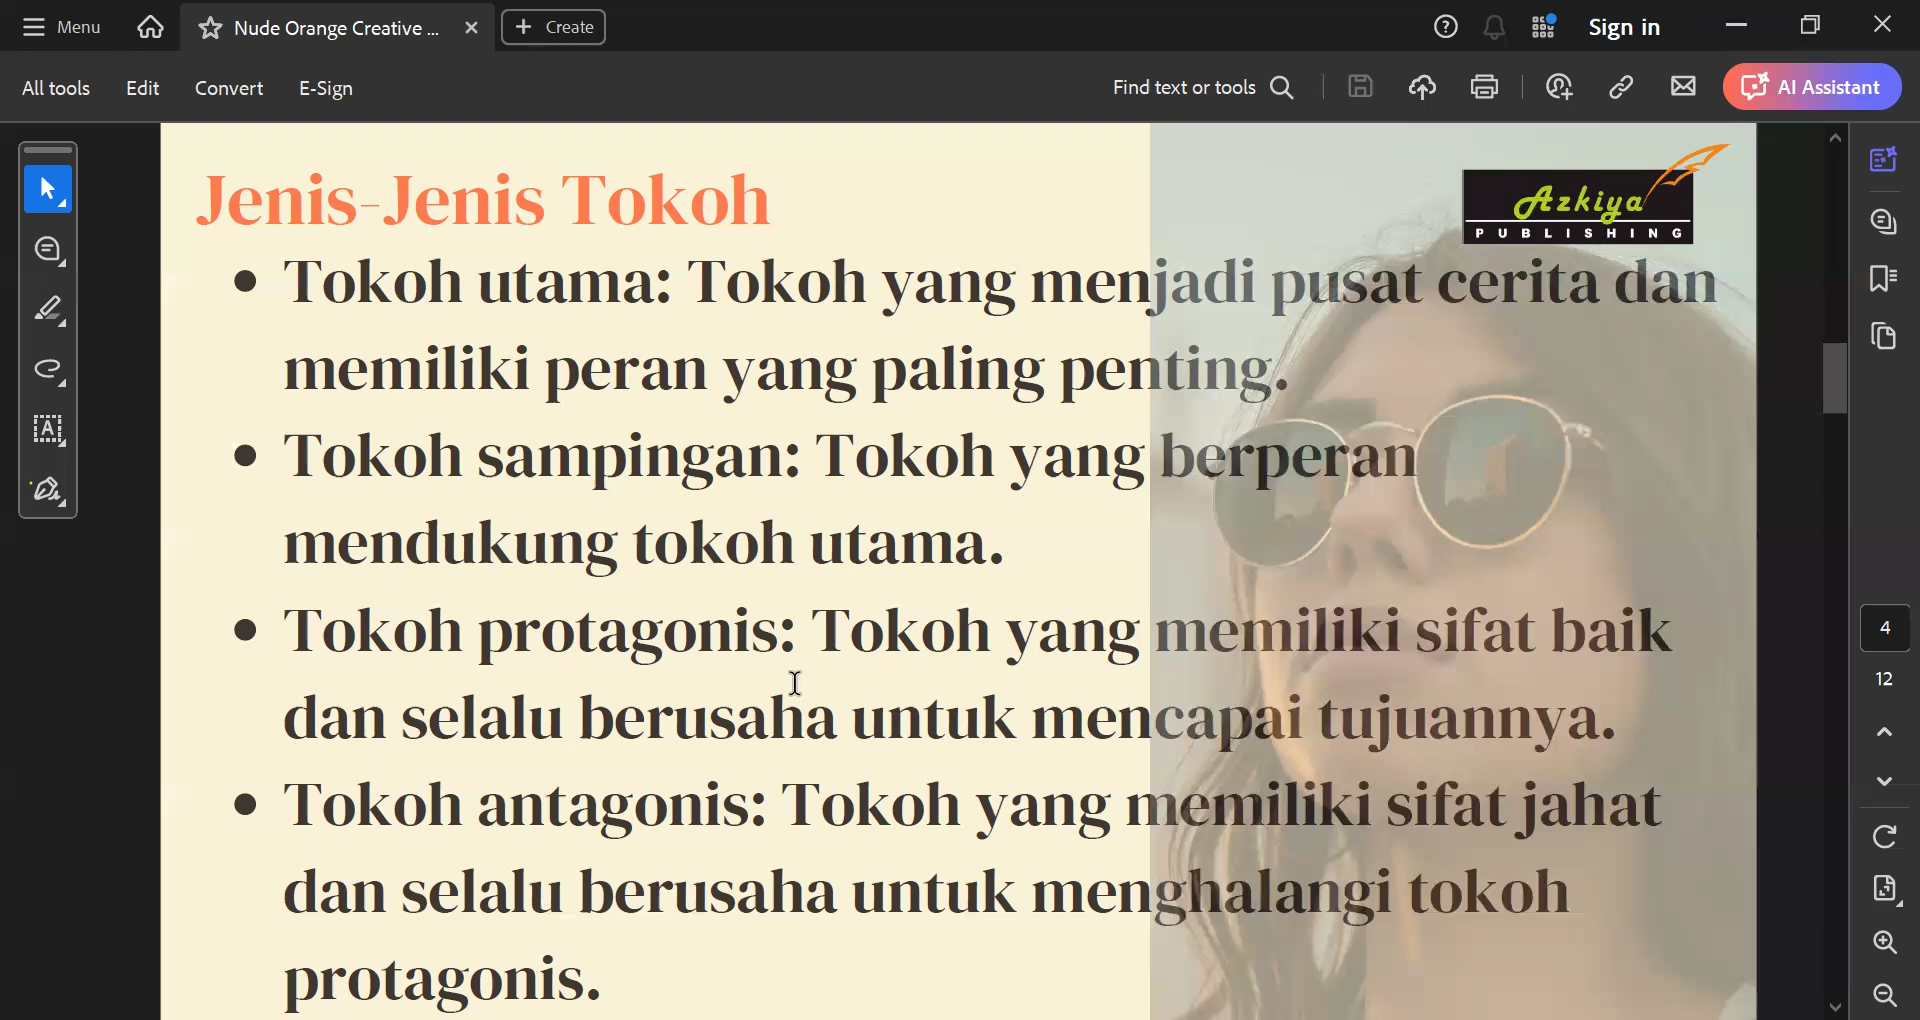 Menu
Nude Orange Creative ...
Create
Sign in
All tools
Edit
Convert
E-Sign
Find text or tools
AI Assistant
Jenis-Jenis Tokoh
Azkiya
PUBLISHING
• Tokoh utama: Tokoh yang menjadi pusat cerita dan
memiliki peran yang paling penting.
• Tokoh sampingan: Tokoh yang berperan
mendukung tokoh utama.
• Tokoh protagonis: Tokoh yang memiliki sifat baik
dan selalu berusaha untuk mencapai tujuannya.
• Tokoh antagonis: Tokoh yang memiliki sifat jahat
dan selalu berusaha untuk menghalangi tokoh
protagonis.
4
12